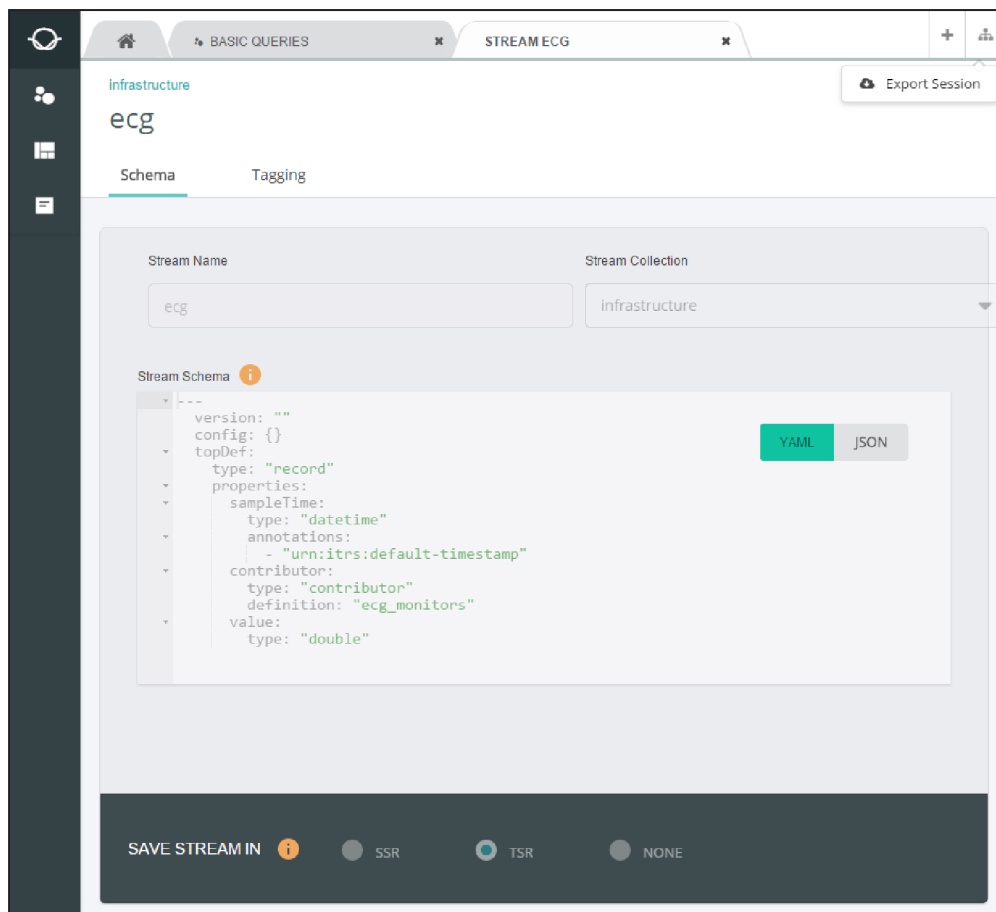 BASIC QUERIES
STREAM ECG
Export Session
infrastructure
ecg
Schema Tagging
Stream Name Stream Collection
ecg infrastructure
Stream Schema
---
version: ""
config: {}
YAML JSON
topDef:
type: "record"
properties:
sampleTime:
type: "datetime"
annotations:
- "urn:itrs:default-timestamp"
contributor:
type: "contributor"
definition: "ecg_monitors"
value:
type: "double"
SAVE STREAM IN SSR TSR NONE